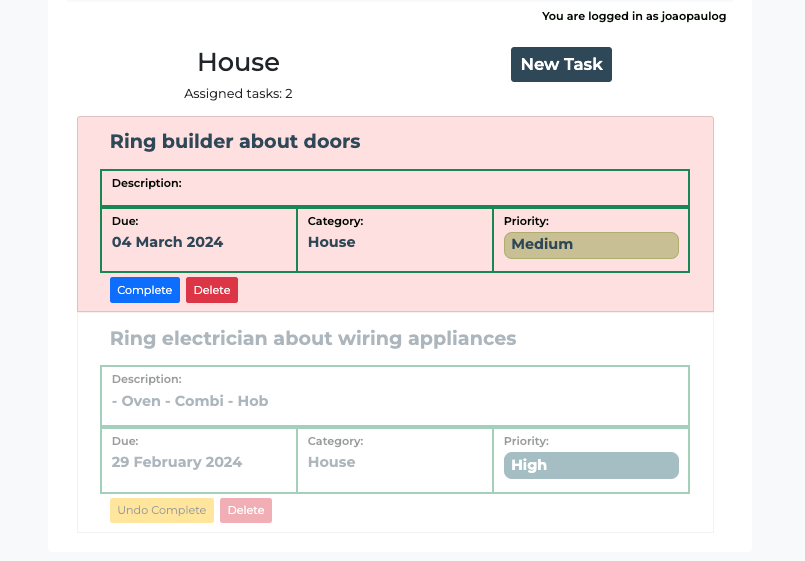 You are logged in as joaopaulog
House
New Task
Assigned tasks: 2
Ring builder about doors
Description:
Due:
04 March 2024
Category:
House
Priority:
Medium
Complete
Delete
Ring electrician about wiring appliances
Description:
- Oven - Combi - Hob
Due:
29 February 2024
Category:
House
Priority:
High
Undo Complete
Delete